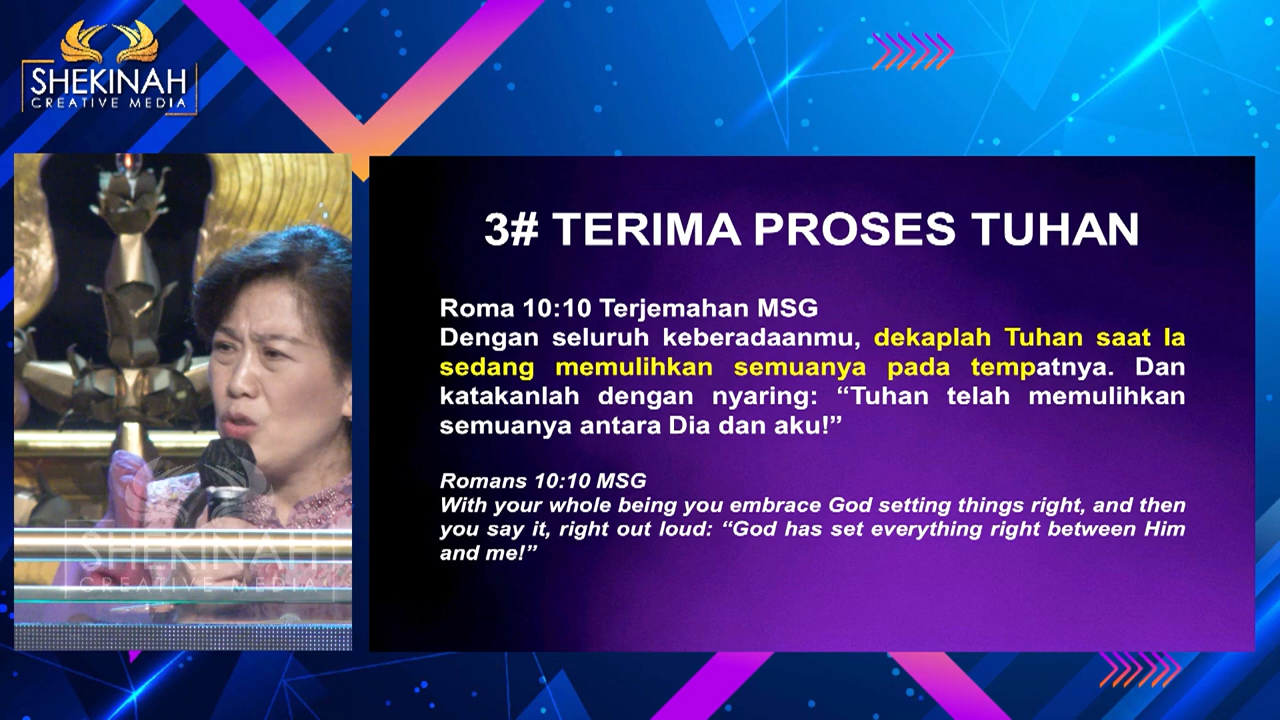 SHEKINAH
CREATIVE MEDIA
3# TERIMA PROSES TUHAN
Roma 10:10 Terjemahan MSG
Dengan seluruh keberadaanmu, dekaplah Tuhan saat Ia
sedang memulihkan semuanya pada tempatnya. Dan
katakanlah dengan nyaring: “Tuhan telah memulihkan
semuanya antara Dia dan aku!”
Romans 10:10 MSG
With your whole being you embrace God setting things right, and then
you say it, right out loud: “God has set everything right between Him
and me!”
SHEKINAH
CREATIVE MEDIA